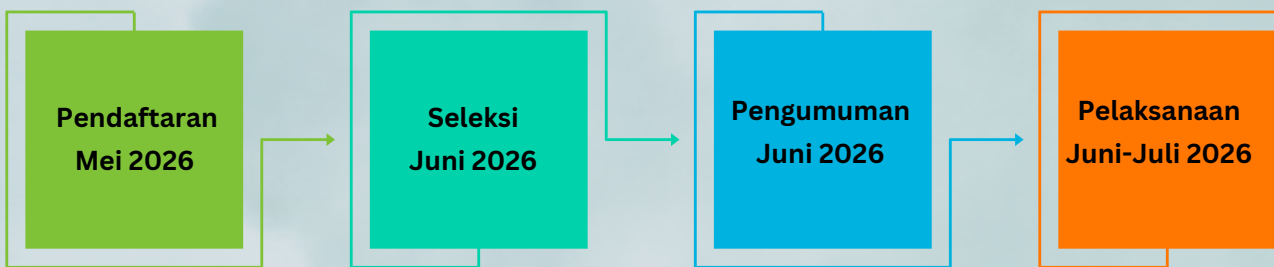 Pendaftaran
Mei 2026
Seleksi
Juni 2026
Pengumuman
Juni 2026
Pelaksanaan
Juni-Juli 2026